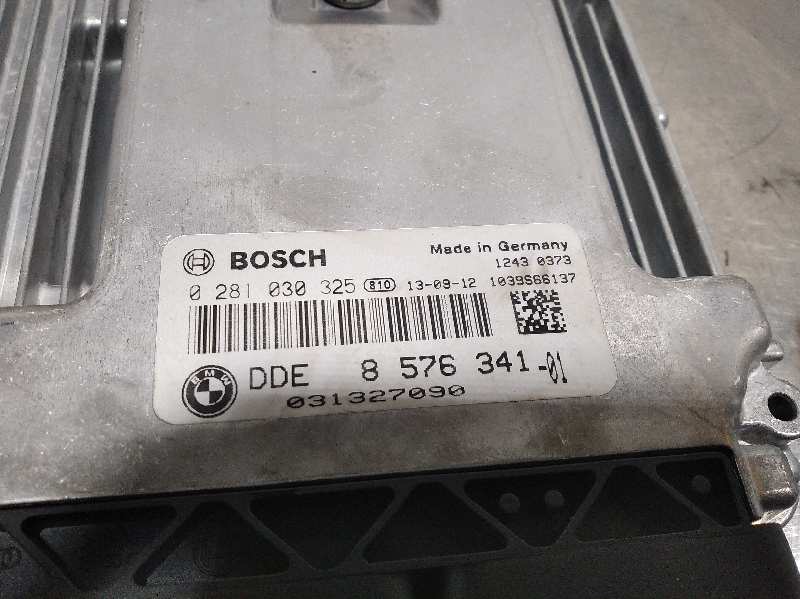 BOSCH Made in Germany
1243 0373
0 281 030 325 810 13-09-12 1039S66137
BMW DDE 8 576 341-01
031327090